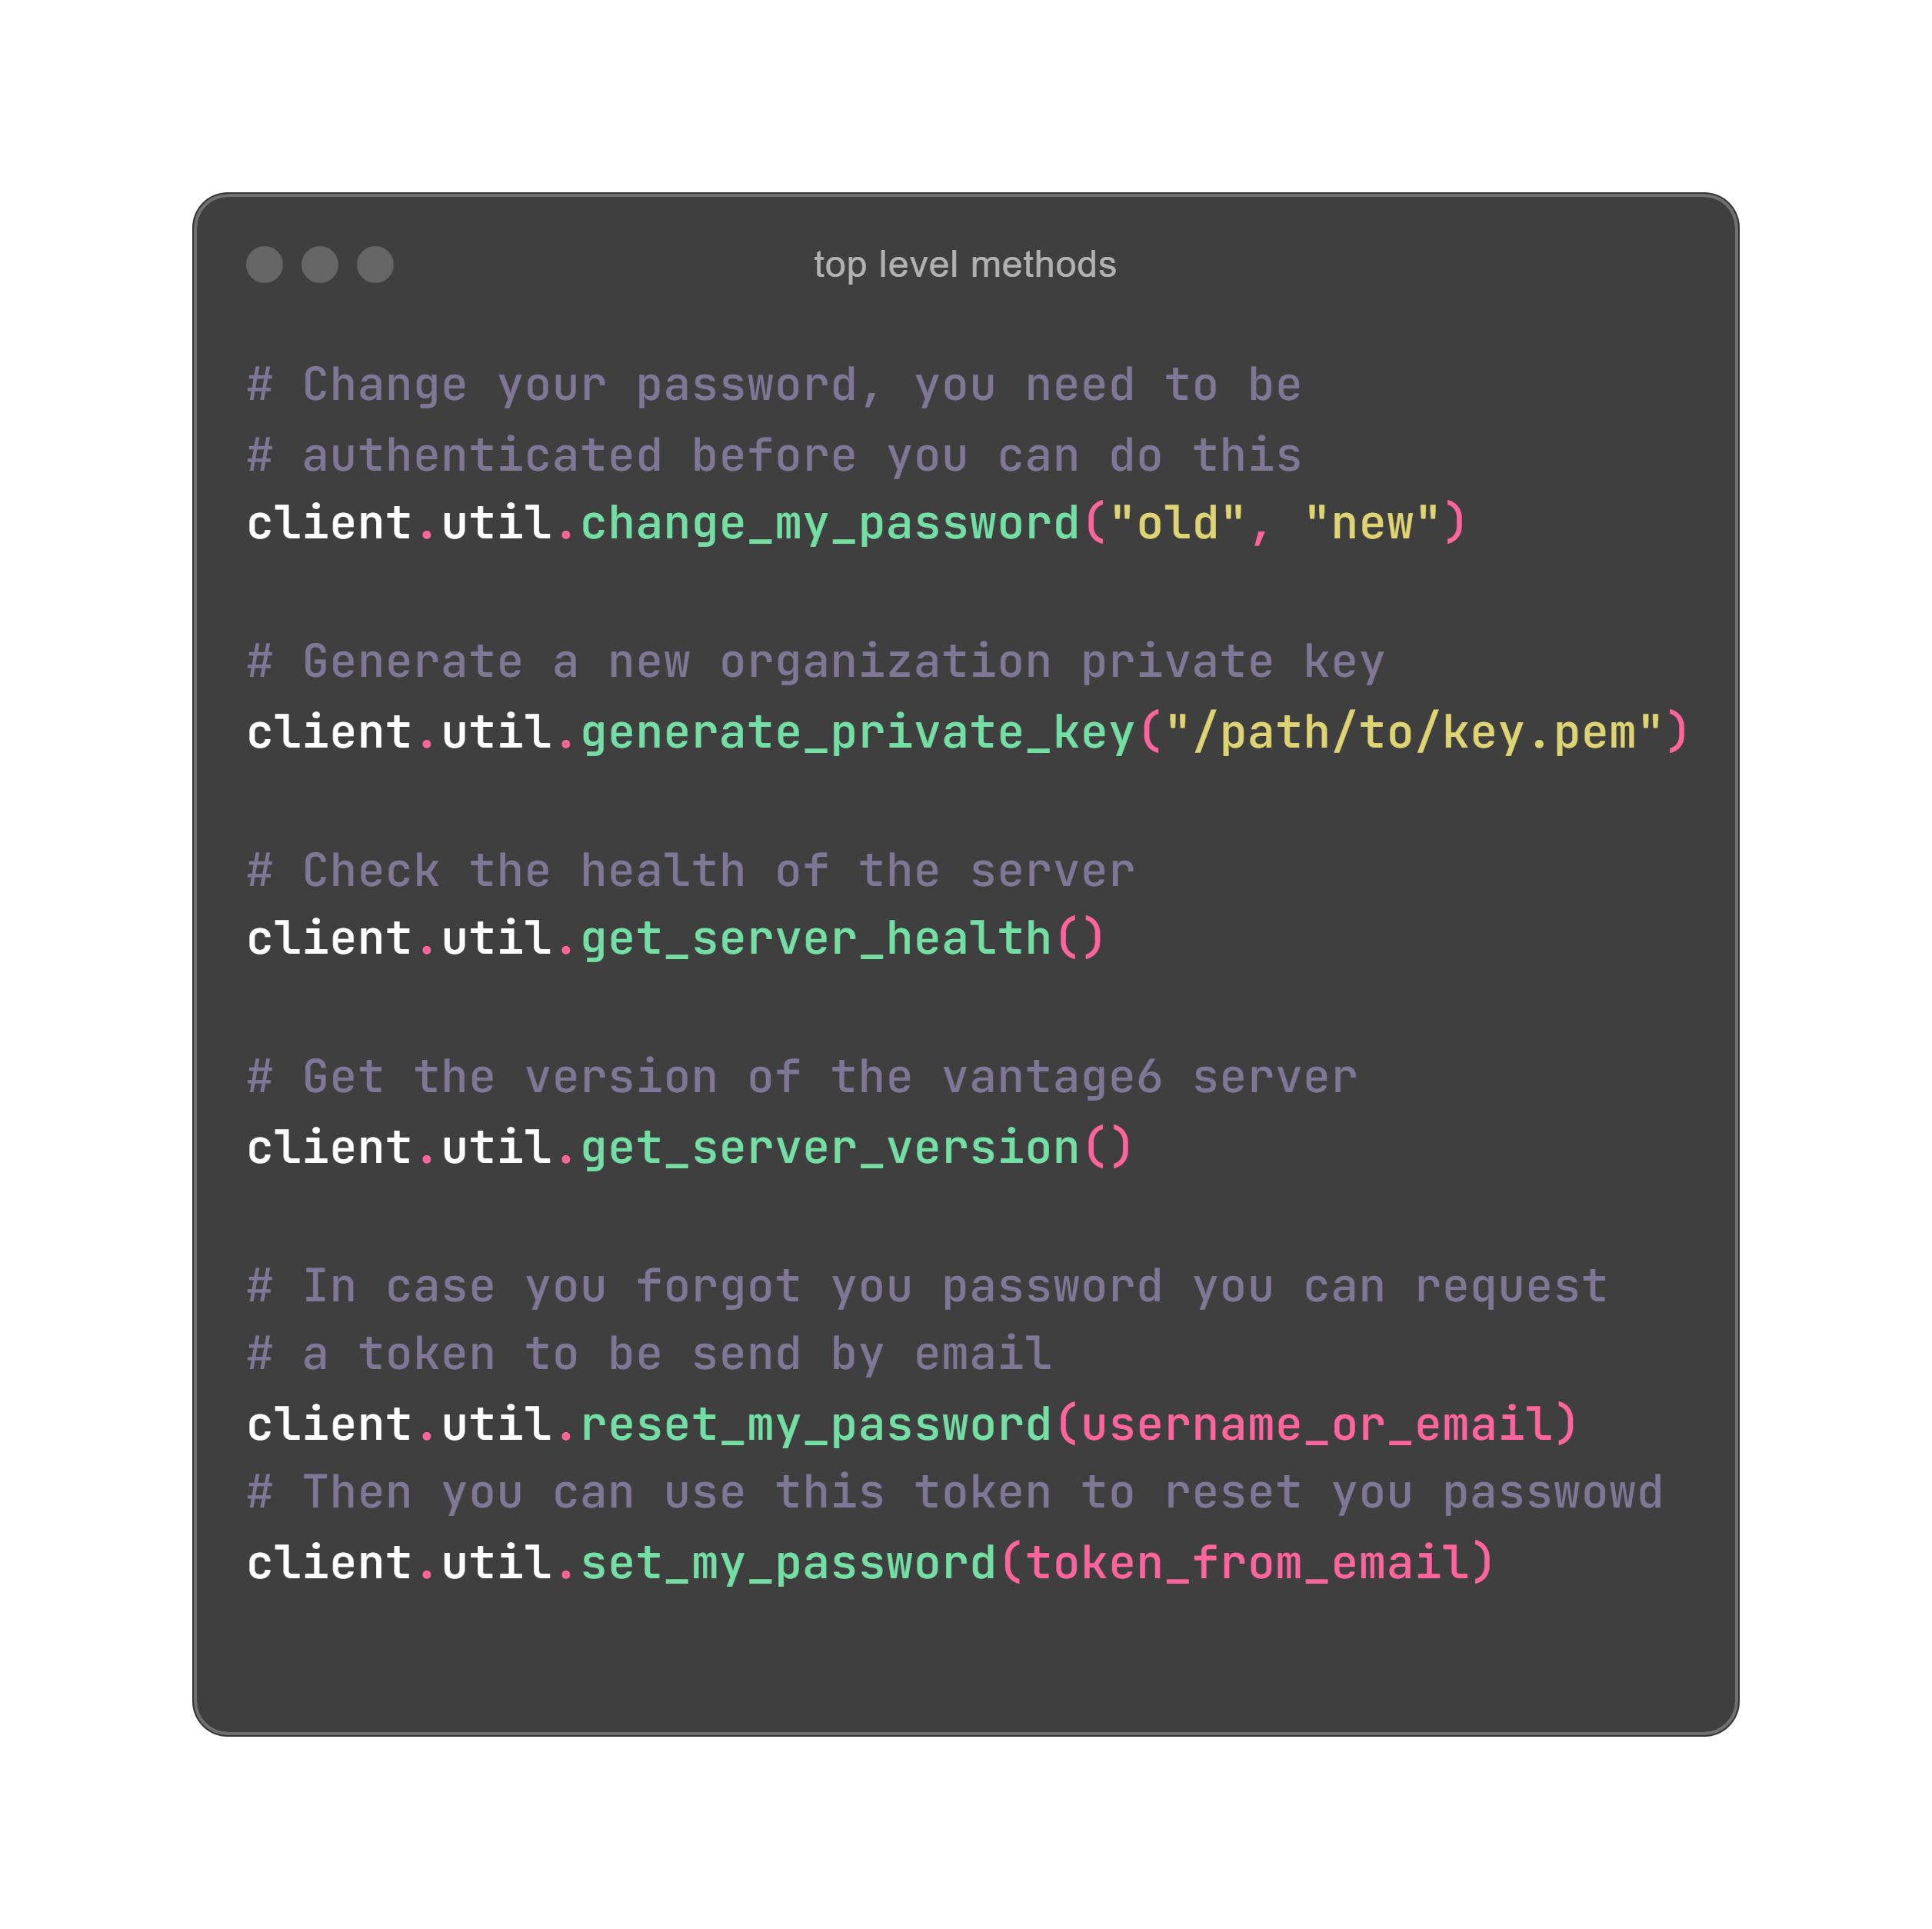 top level methods
# Change your password, you need to be
# authenticated before you can do this
client.util.change_my_password("old", "new")
# Generate a new organization private key
client.util.generate_private_key("/path/to/key.pem")
# Check the health of the server
client.util.get_server_health()
# Get the version of the vantage6 server
client.util.get_server_version()
# In case you forgot you password you can request
# a token to be send by email
client.util.reset_my_password(username_or_email)
# Then you can use this token to reset you passwowd
client.util.set_my_password(token_from_email)